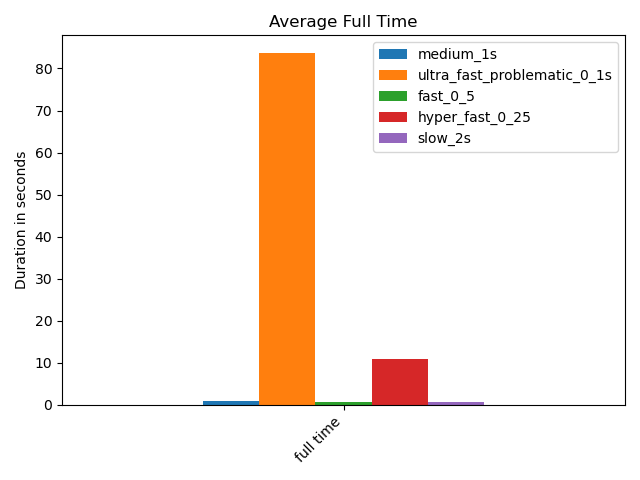 Average Full Time
medium_1s
ultra_fast_problematic_0_1s
fast_0_5
hyper_fast_0_25
slow_2s
Duration in seconds
80
70
60
50
40
30
20
10
0
full time